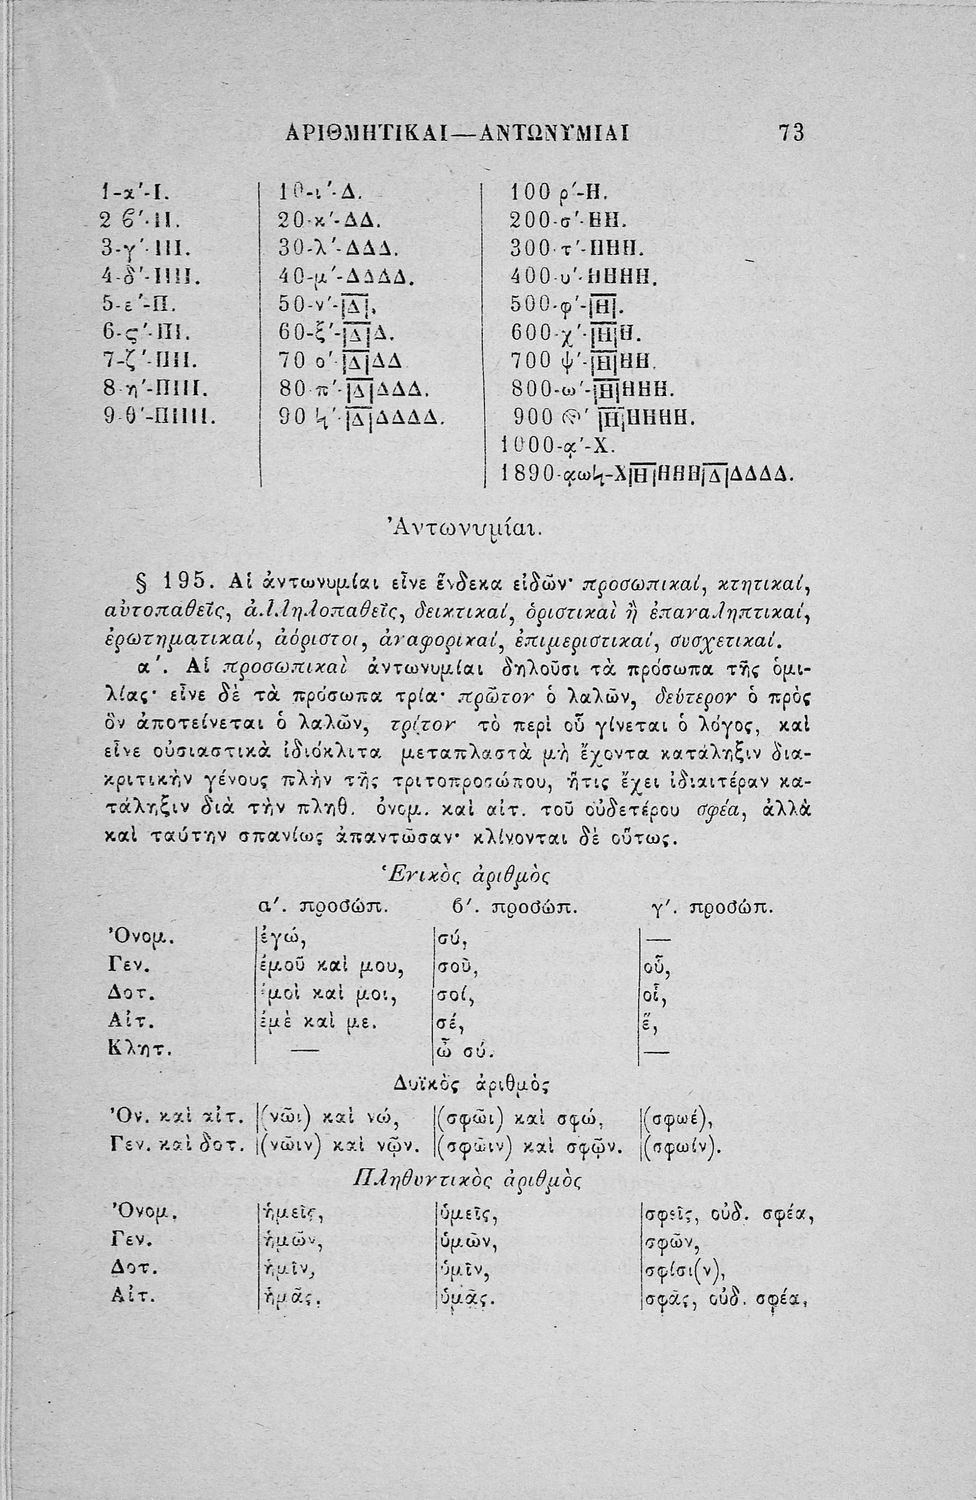 ΑΡΙΘΜΗΤΙΚΑΙ—ΑΝΤΩΝΥΜΙΑΙ 73
1-α′-Ι. 10-ι′-Δ. 100 ρ′-Η.
2 ϐ′-ΙΙ. 20-κ′-ΔΔ. 200-σ′-ΗΗ.
3-γ′-ΙΙΙ. 30-λ′-ΔΔΔ. 300-τ′-ΗΗΗ.
4-δ′-ΙΙΙΙ. 40-μ′-ΔΔΔΔ. 400-υ′-ΗΗΗΗ.
5-ε′-Π. 50-ν′-|Δ|. 500-φ′-|Η|.
6-ς′-ΠΙ. 60-ξ′-|Δ|Δ. 600-χ′-|Η|Η.
7-ζ′-ΠΙΙ. 70 ο′-|Δ|ΔΔ 700 ψ′-|Η|ΗΗ.
8-η′-ΠΙΙΙ. 80-π′-|Δ|ΔΔΔ. 800-ω′-|Η|ΗΗΗ.
9-θ′-ΠΙΙΙΙ. 90 ϟ′-|Δ|ΔΔΔΔ. 900 ϡ′ |Η|ΗΗΗΗ.
1000-͵α′-Χ.
1890-͵αωϟ-Χ|Η|ΗΗΗ|Δ|ΔΔΔΔ.
Ἀντωνυμίαι.
§ 195. Αἱ ἀντωνυμίαι εἶνε ἕνδεκα εἰδῶν· προσωπικαί, κτητικαί,
αὐτοπαθεῖς, ἀλληλοπαθεῖς, δεικτικαί, ὁριστικαὶ ἢ ἐπαναληπτικαί,
ἐρωτηματικαί, ἀόριστοι, ἀναφορικαί, ἐπιμεριστικαί, συσχετικαί.
α′. Αἱ προσωπικαὶ ἀντωνυμίαι δηλοῦσι τὰ πρόσωπα τῆς ὁμι-
λίας· εἶνε δὲ τὰ πρόσωπα τρία· πρῶτον ὁ λαλῶν, δεύτερον ὁ πρὸς
ὃν ἀποτείνεται ὁ λαλῶν, τρίτον τὸ περὶ οὗ γίνεται ὁ λόγος, καὶ
εἶνε οὐσιαστικὰ ἰδιόκλιτα μεταπλαστὰ μὴ ἔχοντα κατάληξιν δια-
κριτικὴν γένους πλὴν τῆς τριτοπροσώπου, ἥτις ἔχει ἰδιαιτέραν κα-
τάληξιν διὰ τὴν πληθ. ὀνομ. καὶ αἰτ. τοῦ οὐδετέρου σφέα, ἀλλὰ
καὶ ταύτην σπανίως ἀπαντῶσαν· κλίνονται δὲ οὕτως.
Ἑνικὸς ἀριθμὸς
α′. προσώπ. ϐ′. προσώπ. γ′. προσώπ.
Ὀνομ. ἐγώ, σύ, —
Γεν. ἐμοῦ καὶ μου, σοῦ, οὗ,
Δοτ. ἐμοὶ καὶ μοι, σοί, οἷ,
Αἰτ. ἐμὲ καὶ με. σέ, ἕ,
Κλητ. — ὦ σύ. —
Δυϊκὸς ἀριθμὸς
Ὀν. καὶ αἰτ. (νῶι) καὶ νώ, (σφῶι) καὶ σφώ, (σφωέ),
Γεν. καὶ δοτ. (νῶιν) καὶ νῷν. (σφῶιν) καὶ σφῷν. (σφωίν).
Πληθυντικὸς ἀριθμὸς
Ὀνομ. ἡμεῖς, ὑμεῖς, σφεῖς, οὐδ. σφέα,
Γεν. ἡμῶν, ὑμῶν, σφῶν,
Δοτ. ἡμῖν, ὑμῖν, σφίσι(ν),
Αἰτ. ἡμᾶς. ὑμᾶς. σφᾶς, οὐδ. σφέα,